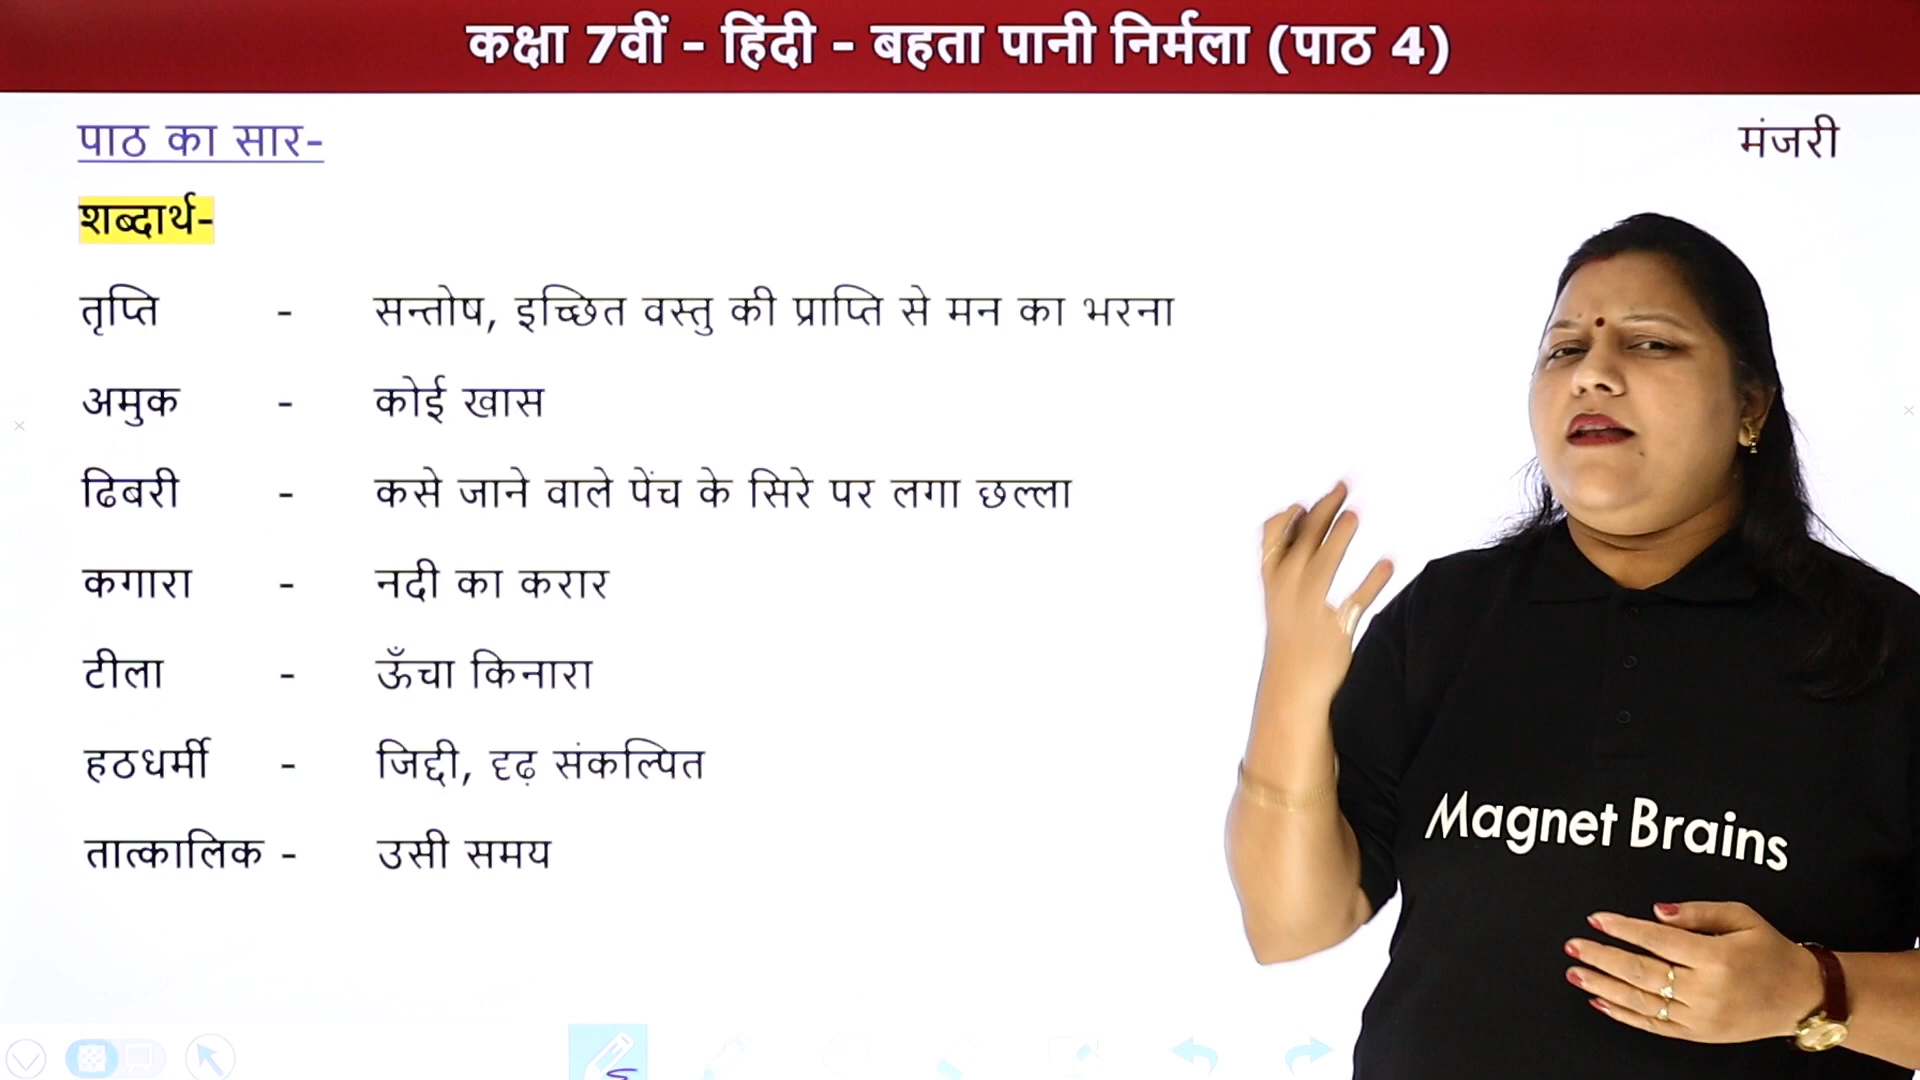 कक्षा 7वीं - हिंदी - बहता पानी निर्मला (पाठ 4)
पाठ का सार-
मंजरी
शब्दार्थ-
तृप्ति - सन्तोष, इच्छित वस्तु की प्राप्ति से मन का भरना
अमुक - कोई खास
ढिबरी - कसे जाने वाले पेंच के सिरे पर लगा छल्ला
कगारा - नदी का करार
टीला - ऊँचा किनारा
हठधर्मी - जिद्दी, दृढ़ संकल्पित
तात्कालिक - उसी समय
Magnet Brains